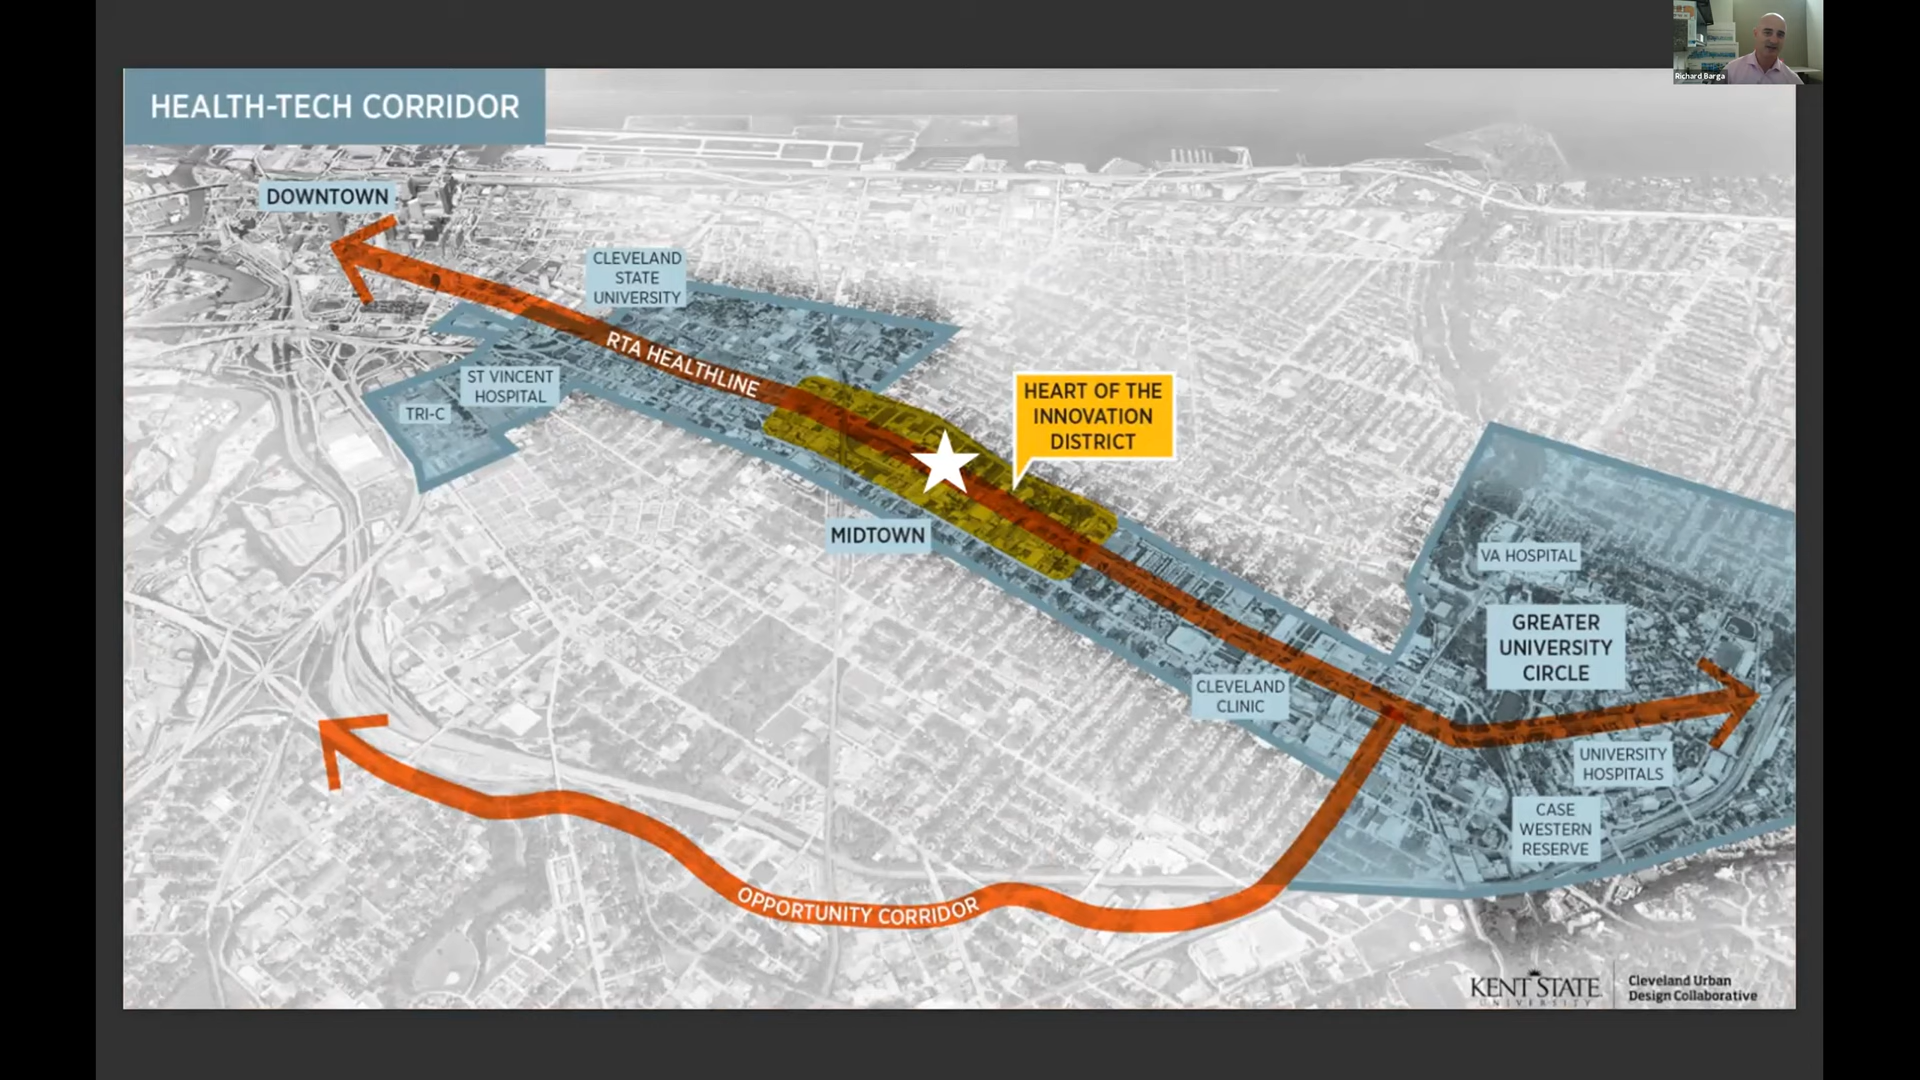 Richard Barga
HEALTH-TECH CORRIDOR
DOWNTOWN
CLEVELAND
STATE
UNIVERSITY
RTA HEALTHLINE
ST VINCENT
HOSPITAL
TRI-C
HEART OF THE
INNOVATION
DISTRICT
MIDTOWN
VA HOSPITAL
GREATER
UNIVERSITY
CIRCLE
CLEVELAND
CLINIC
UNIVERSITY
HOSPITALS
CASE
WESTERN
RESERVE
OPPORTUNITY CORRIDOR
KENT STATE
UNIVERSITY
Cleveland Urban
Design Collaborative